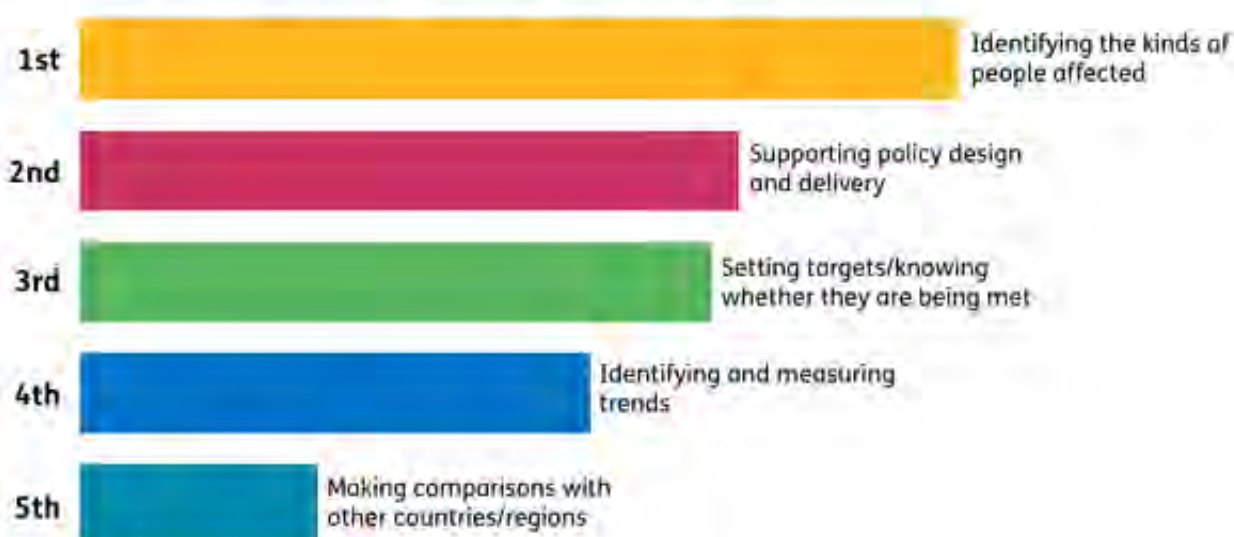 1st
Identifying the kinds of
people affected
2nd
Supporting policy design
and delivery
3rd
Setting targets/knowing
whether they are being met
4th
Identifying and measuring
trends
5th
Making comparisons with
other countries/regions